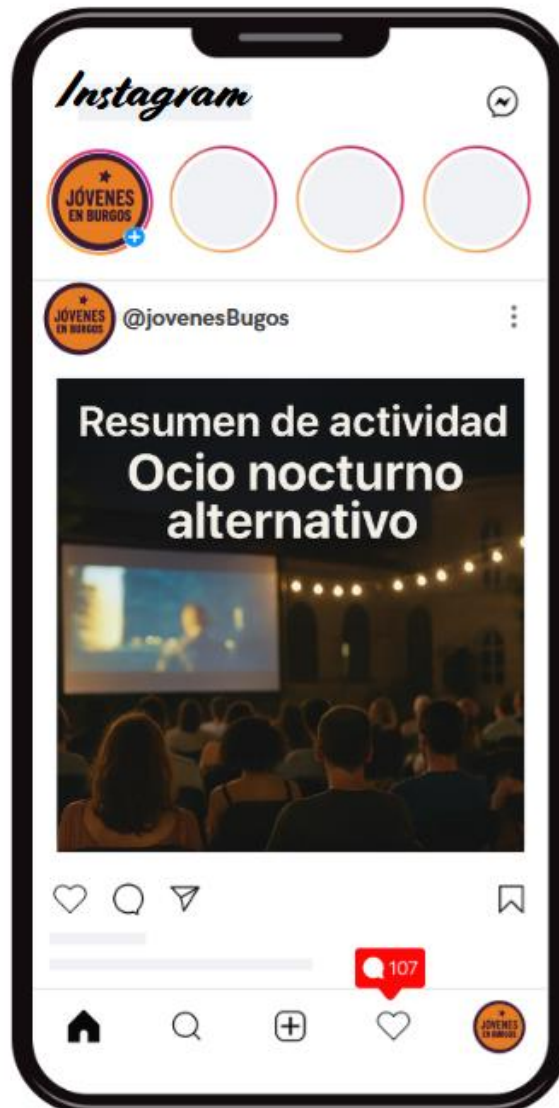 Instagram
JÓVENES
EN BURGOS
JÓVENES
EN BURGOS
@jovenesBugos
Resumen de actividad
Ocio nocturno
alternativo
107
JÓVENES
EN BURGOS